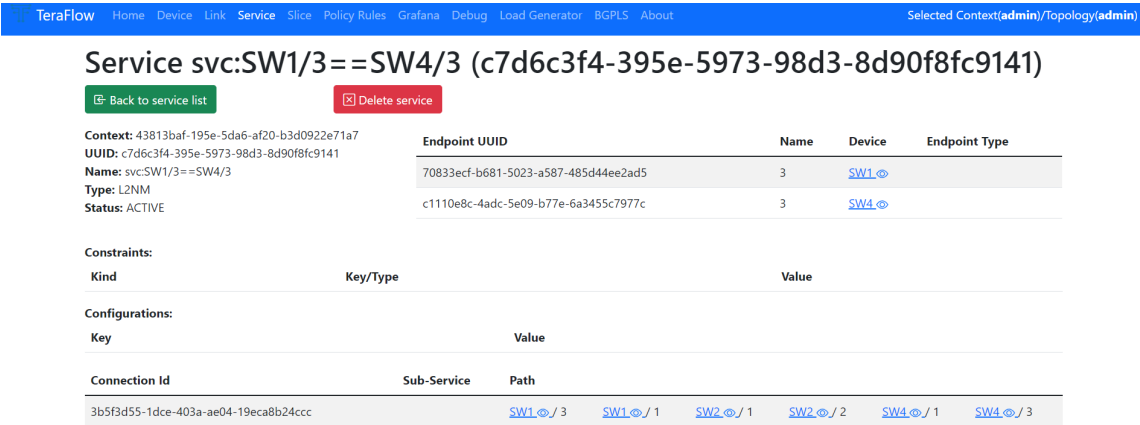 TeraFlow Home Device Link Service Slice Policy Rules Grafana Debug Load Generator BGPLS About Selected Context(admin)/Topology(admin)
Service svc:SW1/3==SW4/3 (c7d6c3f4-395e-5973-98d3-8d90f8fc9141)
Back to service list Delete service
Context: 43813baf-195e-5da6-af20-b3d0922e71a7
UUID: c7d6c3f4-395e-5973-98d3-8d90f8fc9141
Name: svc:SW1/3==SW4/3
Type: L2NM
Status: ACTIVE
Endpoint UUID Name Device Endpoint Type
70833ecf-b681-5023-a587-485d44ee2ad5 3 SW1
c1110e8c-4adc-5e09-b77e-6a3455c7977c 3 SW4
Constraints:
Kind Key/Type Value
Configurations:
Key Value
Connection Id Sub-Service Path
3b5f3d55-1dce-403a-ae04-19eca8b24ccc SW1 / 3 SW1 / 1 SW2 / 1 SW2 / 2 SW4 / 1 SW4 / 3